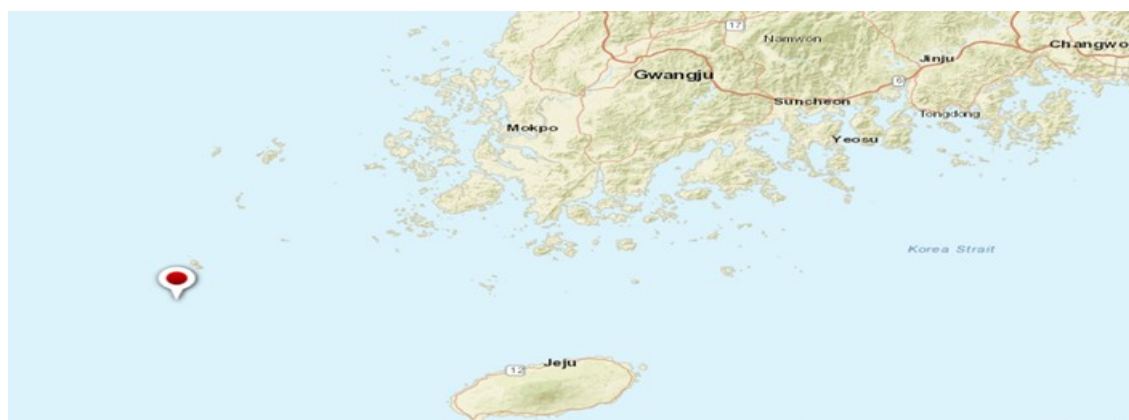 17
Namwon
Changwo
Jinju
Gwangju
6
Suncheon
Tongdong
Mokpo
Yeosu
Korea Strait
Jeju
12